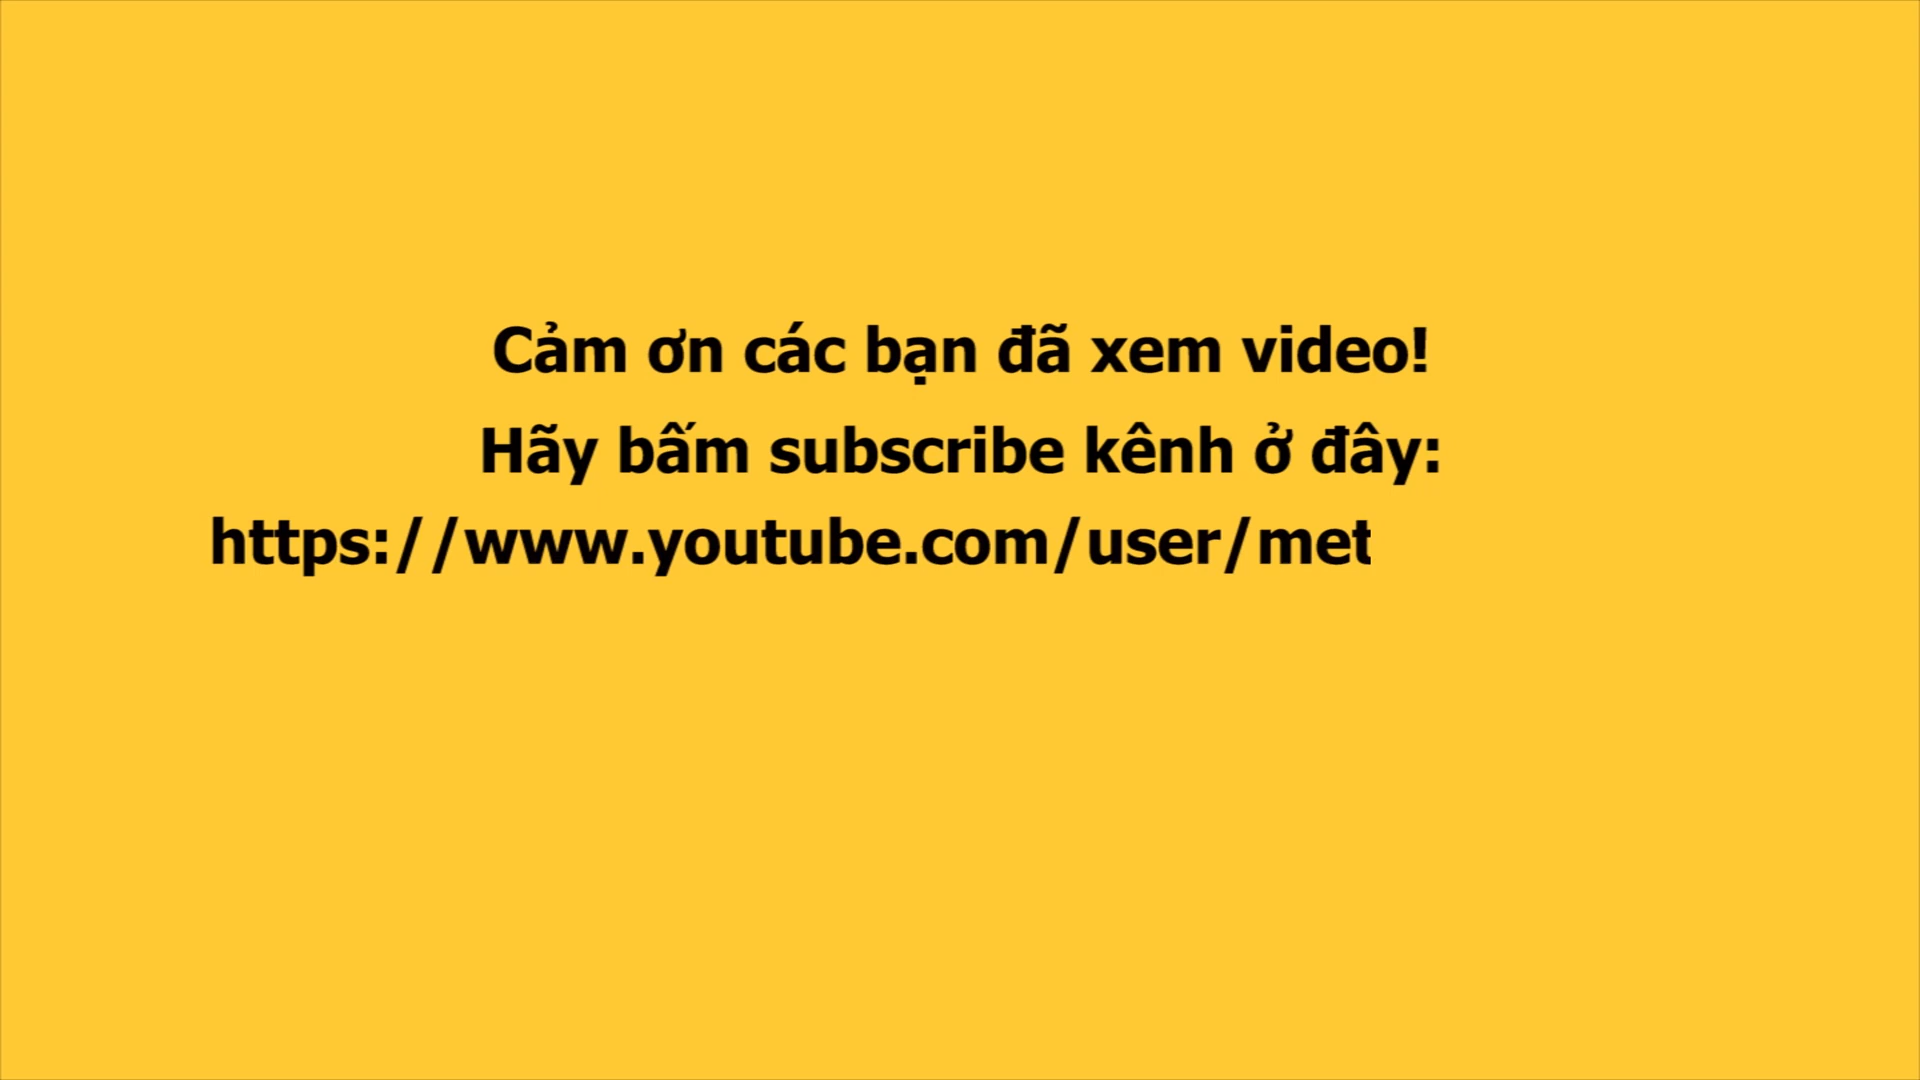 Cảm ơn các bạn đã xem video!
Hãy bấm subscribe kênh ở đây:
https://www.youtube.com/user/met